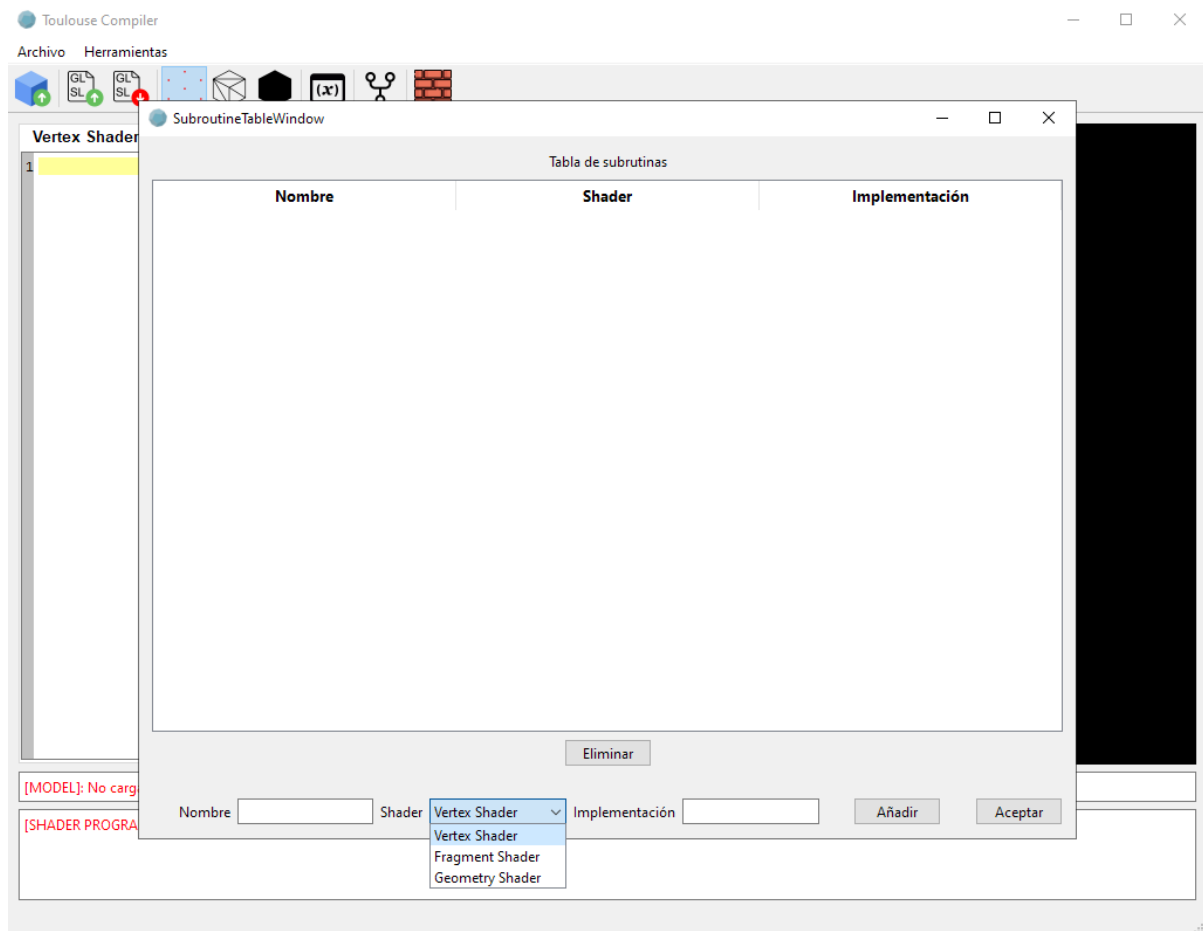 Toulouse Compiler
Archivo Herramientas
GL SL GL SL (x)
SubroutineTableWindow
Vertex Shader
Tabla de subrutinas
1
Nombre Shader Implementación
Eliminar
[MODEL]: No carg
Nombre Shader Vertex Shader Implementación Añadir Aceptar
[SHADER PROGRA
Vertex Shader
Fragment Shader
Geometry Shader